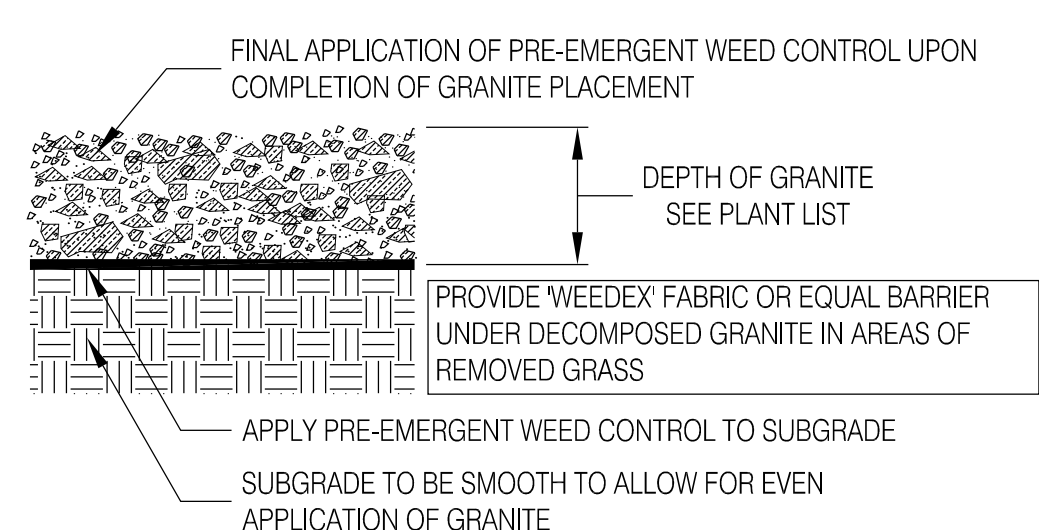 FINAL APPLICATION OF PRE-EMERGENT WEED CONTROL UPON
COMPLETION OF GRANITE PLACEMENT
DEPTH OF GRANITE
SEE PLANT LIST
PROVIDE 'WEEDEX' FABRIC OR EQUAL BARRIER
UNDER DECOMPOSED GRANITE IN AREAS OF
REMOVED GRASS
APPLY PRE-EMERGENT WEED CONTROL TO SUBGRADE
SUBGRADE TO BE SMOOTH TO ALLOW FOR EVEN
APPLICATION OF GRANITE